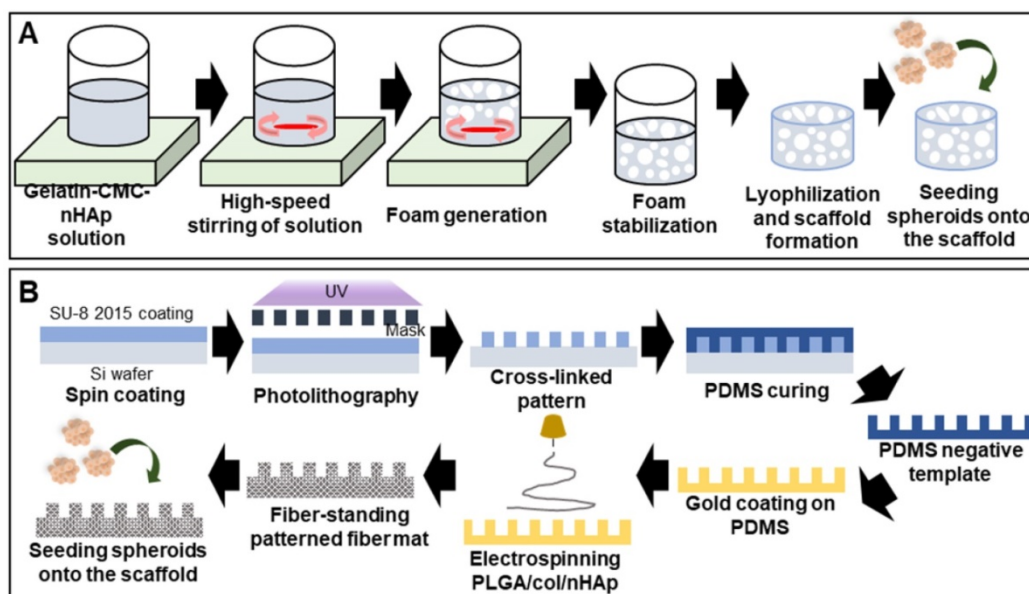 A
Gelatin-CMC-
nHAp
solution
High-speed
stirring of solution
Foam generation
Foam
stabilization
Lyophilization
and scaffold
formation
Seeding
spheroids onto
the scaffold
B
SU-8 2015 coating
Si wafer
Spin coating
UV
Mask
Photolithography
Cross-linked
pattern
PDMS curing
PDMS negative
template
Gold coating on
PDMS
Electrospinning
PLGA/col/nHAp
Fiber-standing
patterned fibermat
Seeding spheroids
onto the scaffold